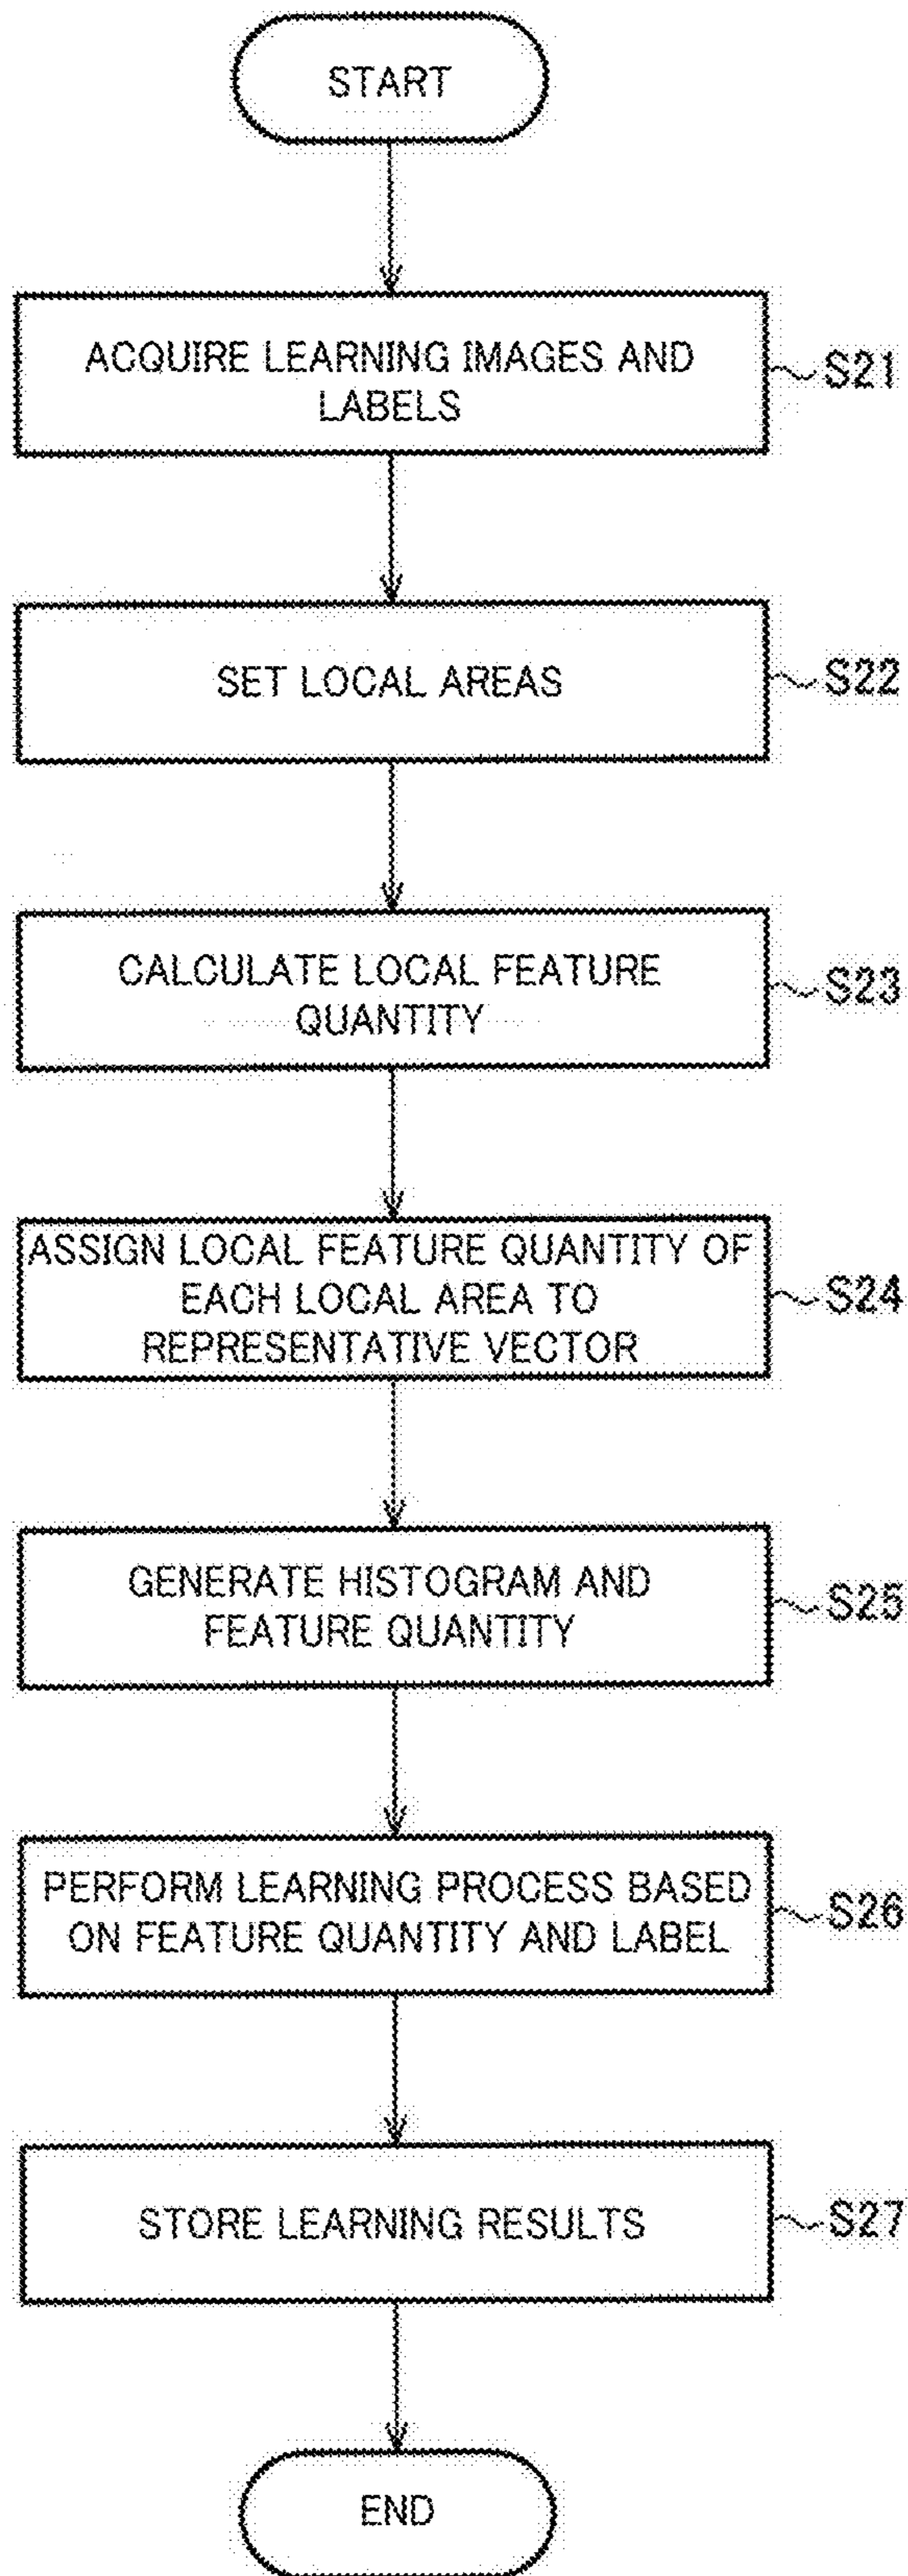 START
ACQUIRE LEARNING IMAGES AND
LABELS
S21
SET LOCAL AREAS
S22
CALCULATE LOCAL FEATURE
QUANTITY
S23
ASSIGN LOCAL FEATURE QUANTITY OF
EACH LOCAL AREA TO
REPRESENTATIVE VECTOR
S24
GENERATE HISTOGRAM AND
FEATURE QUANTITY
S25
PERFORM LEARNING PROCESS BASED
ON FEATURE QUANTITY AND LABEL
S26
STORE LEARNING RESULTS
S27
END